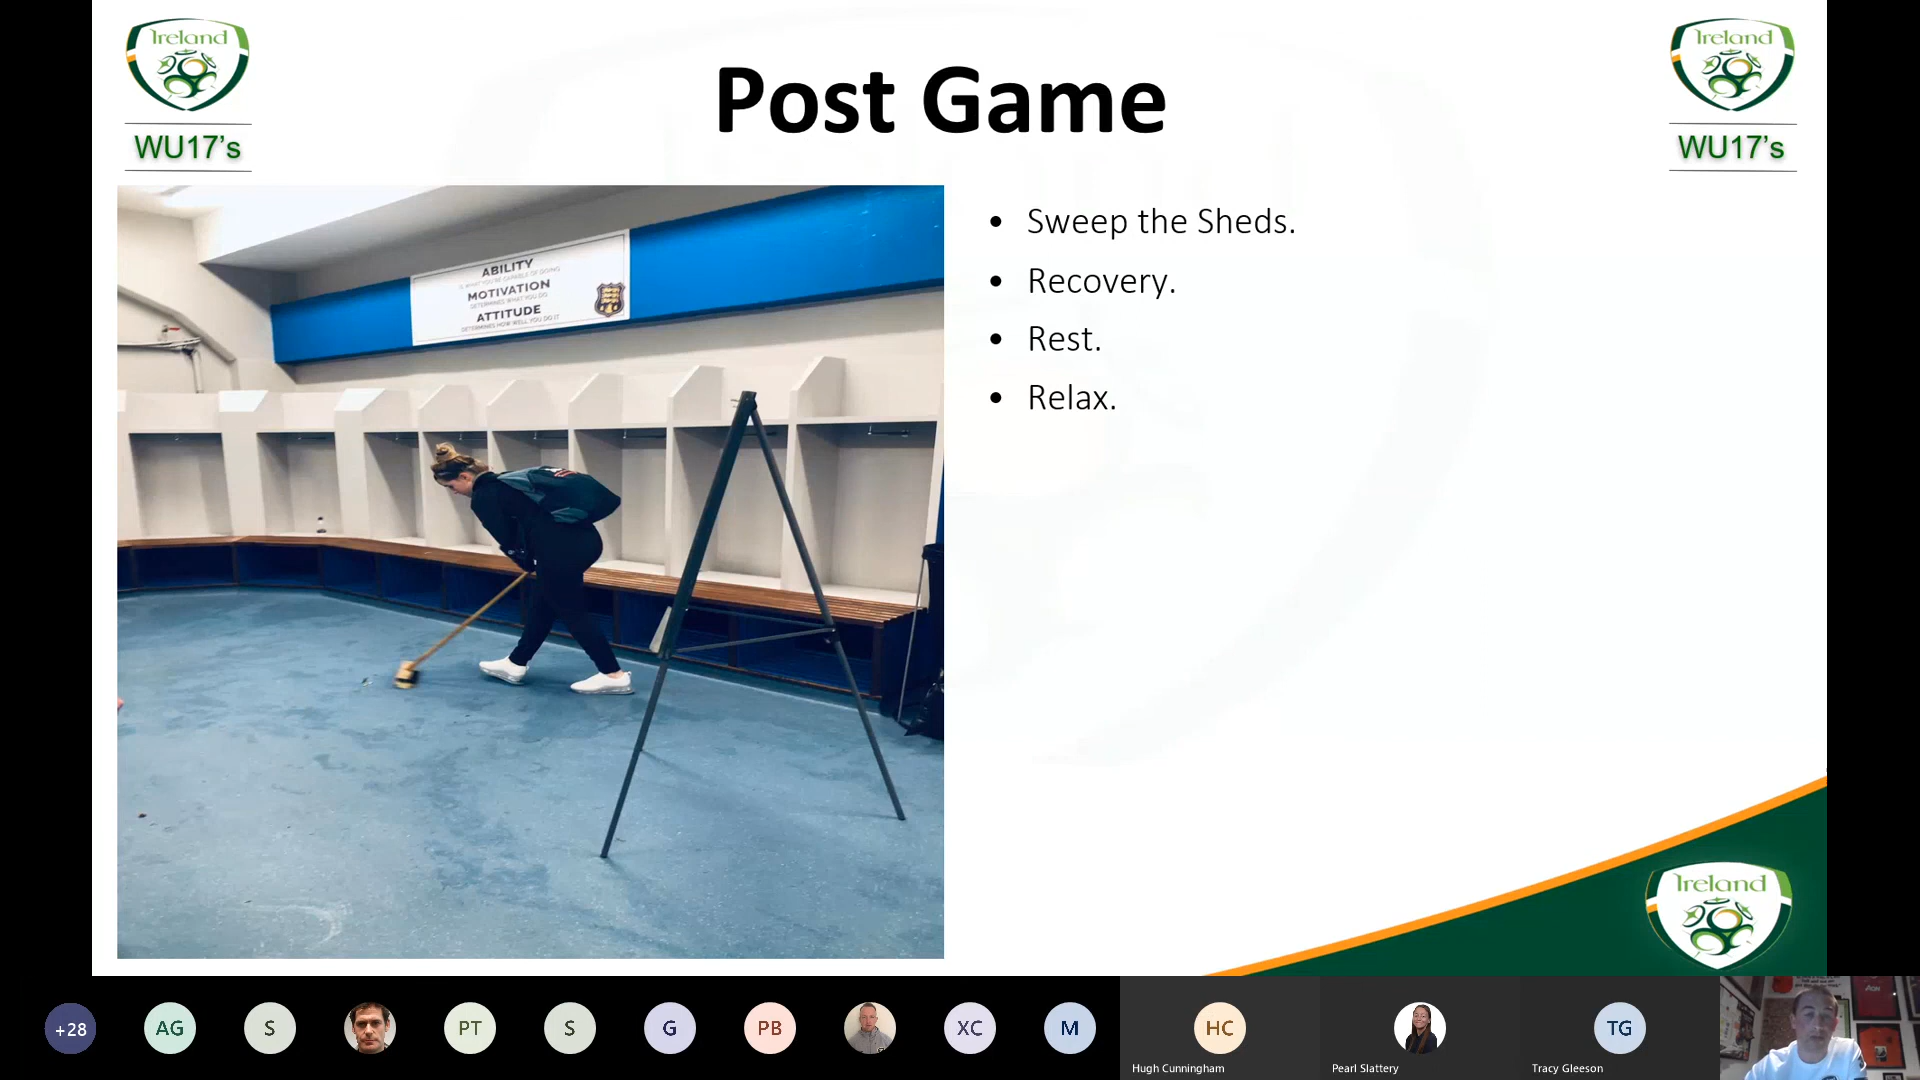 Ireland
WU17's
Post Game
Ireland
WU17's
ABILITY
IS WHAT YOU'RE CAPABLE OF DOING
MOTIVATION
DETERMINES WHAT YOU DO
ATTITUDE
DETERMINES HOW WELL YOU DO IT
• Sweep the Sheds.
• Recovery.
• Rest.
• Relax.
Ireland
+28
AG
S
PT
S
G
PB
XC
M
HC
Hugh Cunningham
Pearl Slattery
TG
Tracy Gleeson